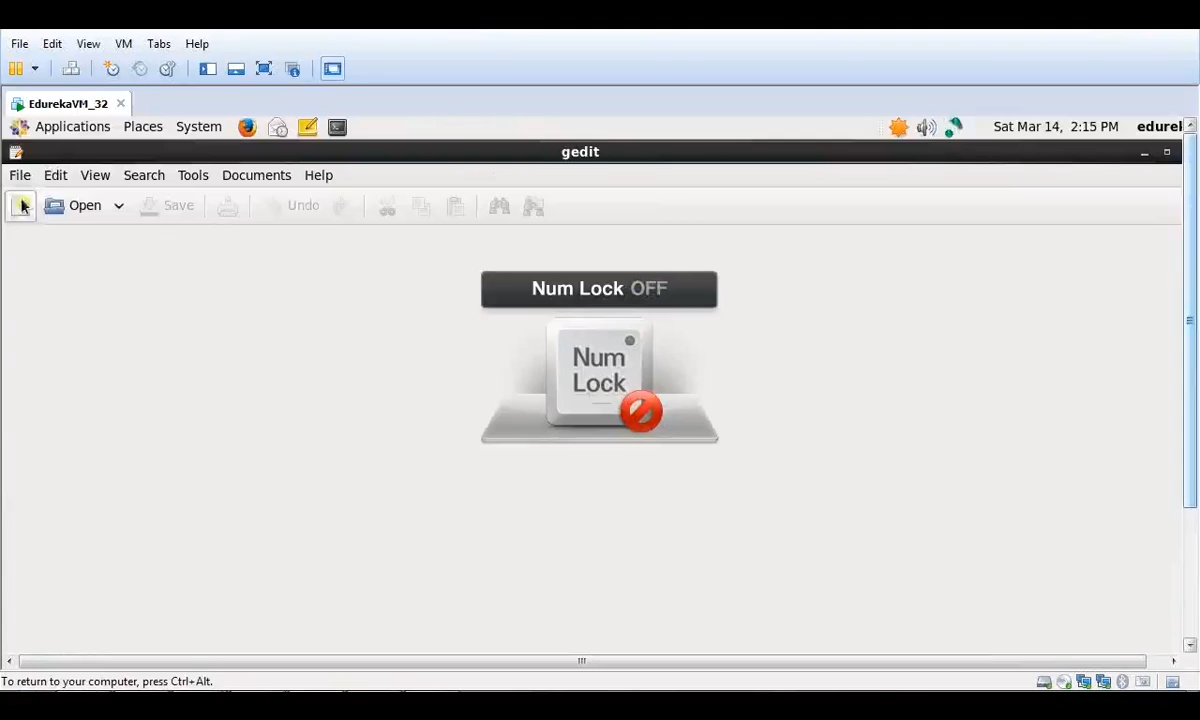 File Edit View VM Tabs Help
EdurekaVM_32
Applications Places System Sat Mar 14, 2:15 PM edurel
gedit
File Edit View Search Tools Documents Help
Open Save Undo
Num Lock OFF
Num
Lock
To return to your computer, press Ctrl+Alt.